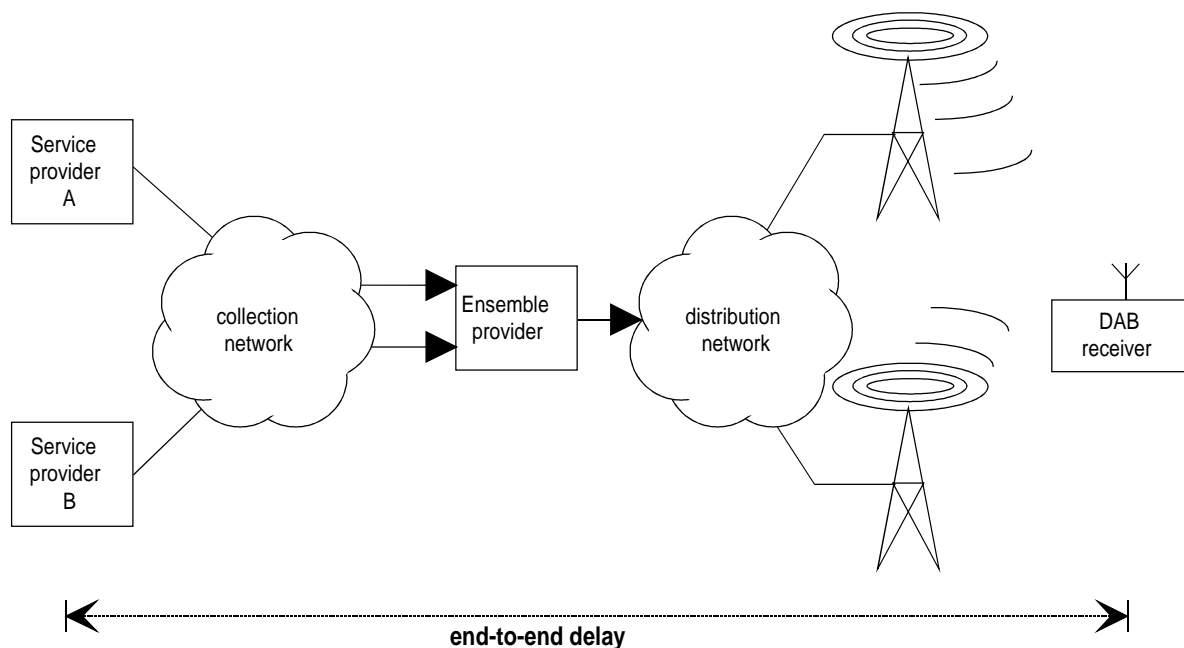 Service
provider
A
collection
network
Ensemble
provider
distribution
network
DAB
receiver
Service
provider
B
end-to-end delay